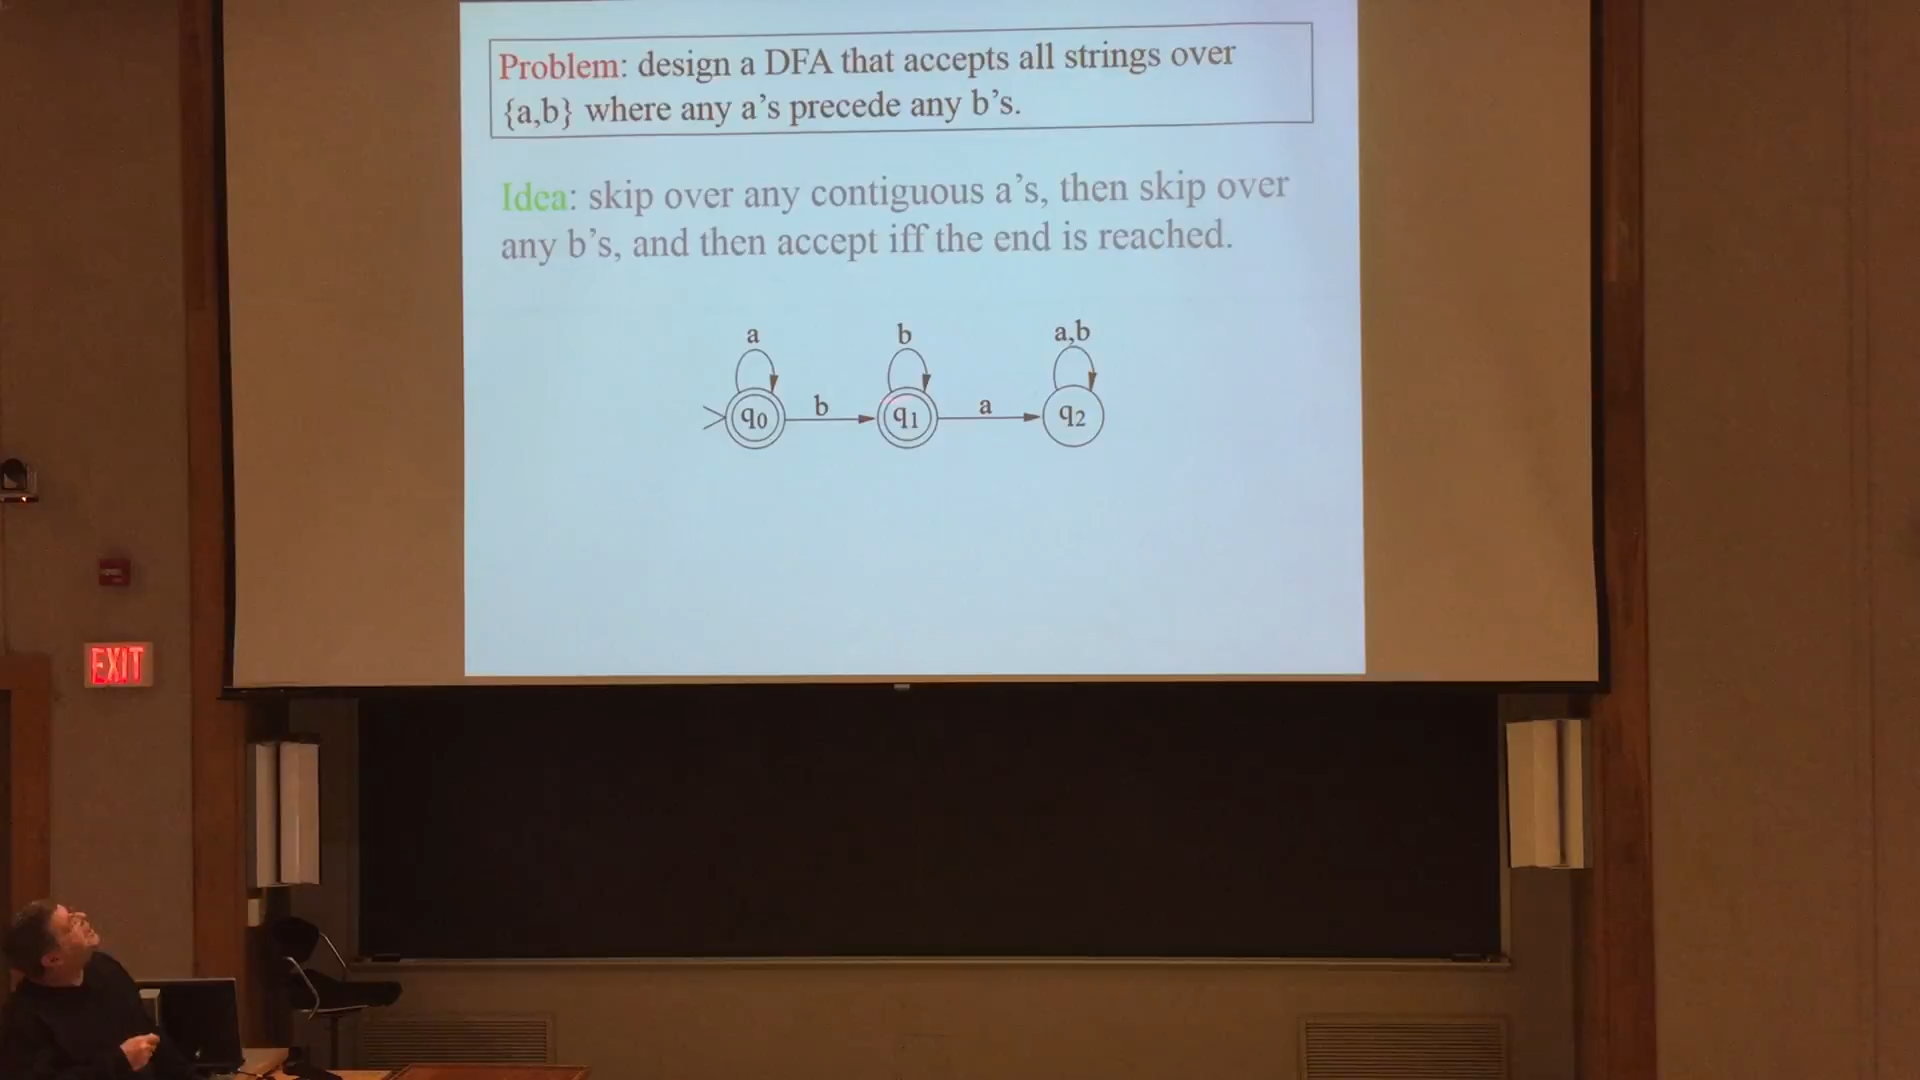 Problem: design a DFA that accepts all strings over
{a,b} where any a's precede any b's.
Idea: skip over any contiguous a's, then skip over
any b's, and then accept iff the end is reached.
a b a,b
q0 b q1 a q2
EXIT